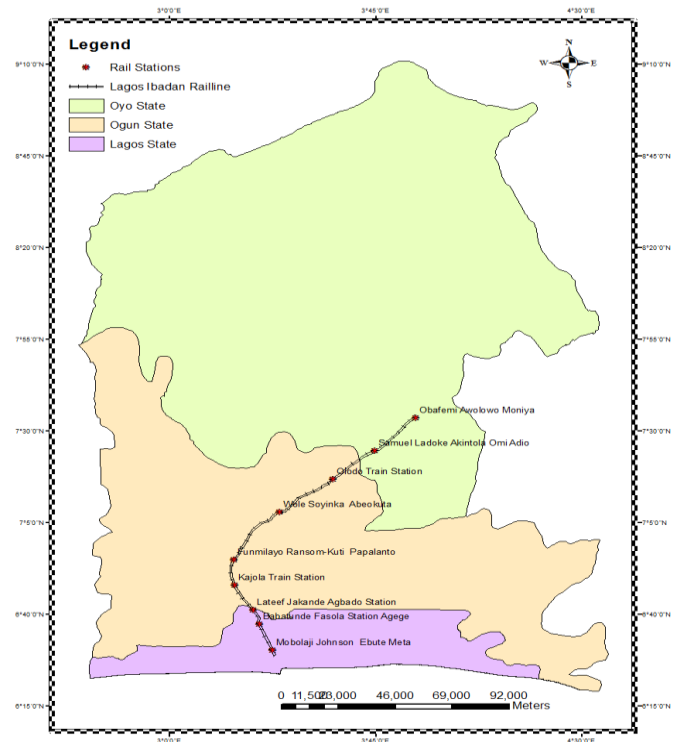 3°0'0"E 3°45'0"E 4°30'0"E
Legend
Rail Stations
Lagos Ibadan Railline
Oyo State
Ogun State
Lagos State
N
W E
S
9°10'0"N 9°10'0"N
8°45'0"N 8°45'0"N
8°20'0"N 8°20'0"N
7°55'0"N 7°55'0"N
Obafemi Awolowo Moniya
7°30'0"N 7°30'0"N
Samuel Ladoke Akintola OmiAdio
Olodo Train Station
Wole Soyinka Abeokuta
7°5'0"N 7°5'0"N
Funmilayo Ransom-Kuti Papalanto
Kajola Train Station
Lateef Jakande Agbado Station
6°40'0"N 6°40'0"N
Babatunde Fasola Station Agege
Mobolaji Johnson Ebute Meta
0 11,500 23,000 46,000 69,000 92,000
Meters
6°15'0"N 6°15'0"N
3°0'0"E 3°45'0"E 4°30'0"E